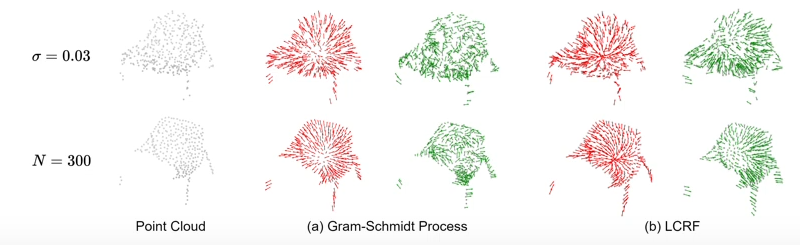 σ = 0.03
N = 300
Point Cloud
(a) Gram-Schmidt Process
(b) LCRF